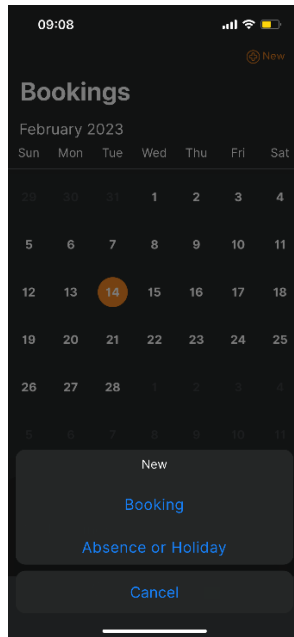 09:08
New
Bookings
February 2023
Sun Mon Tue Wed Thu Fri Sat
29 30 31 1 2 3 4
5 6 7 8 9 10 11
12 13 14 15 16 17 18
19 20 21 22 23 24 25
26 27 28 1 2 3 4
5 6 7 8 9 10 11
New
Booking
Absence or Holiday
Cancel